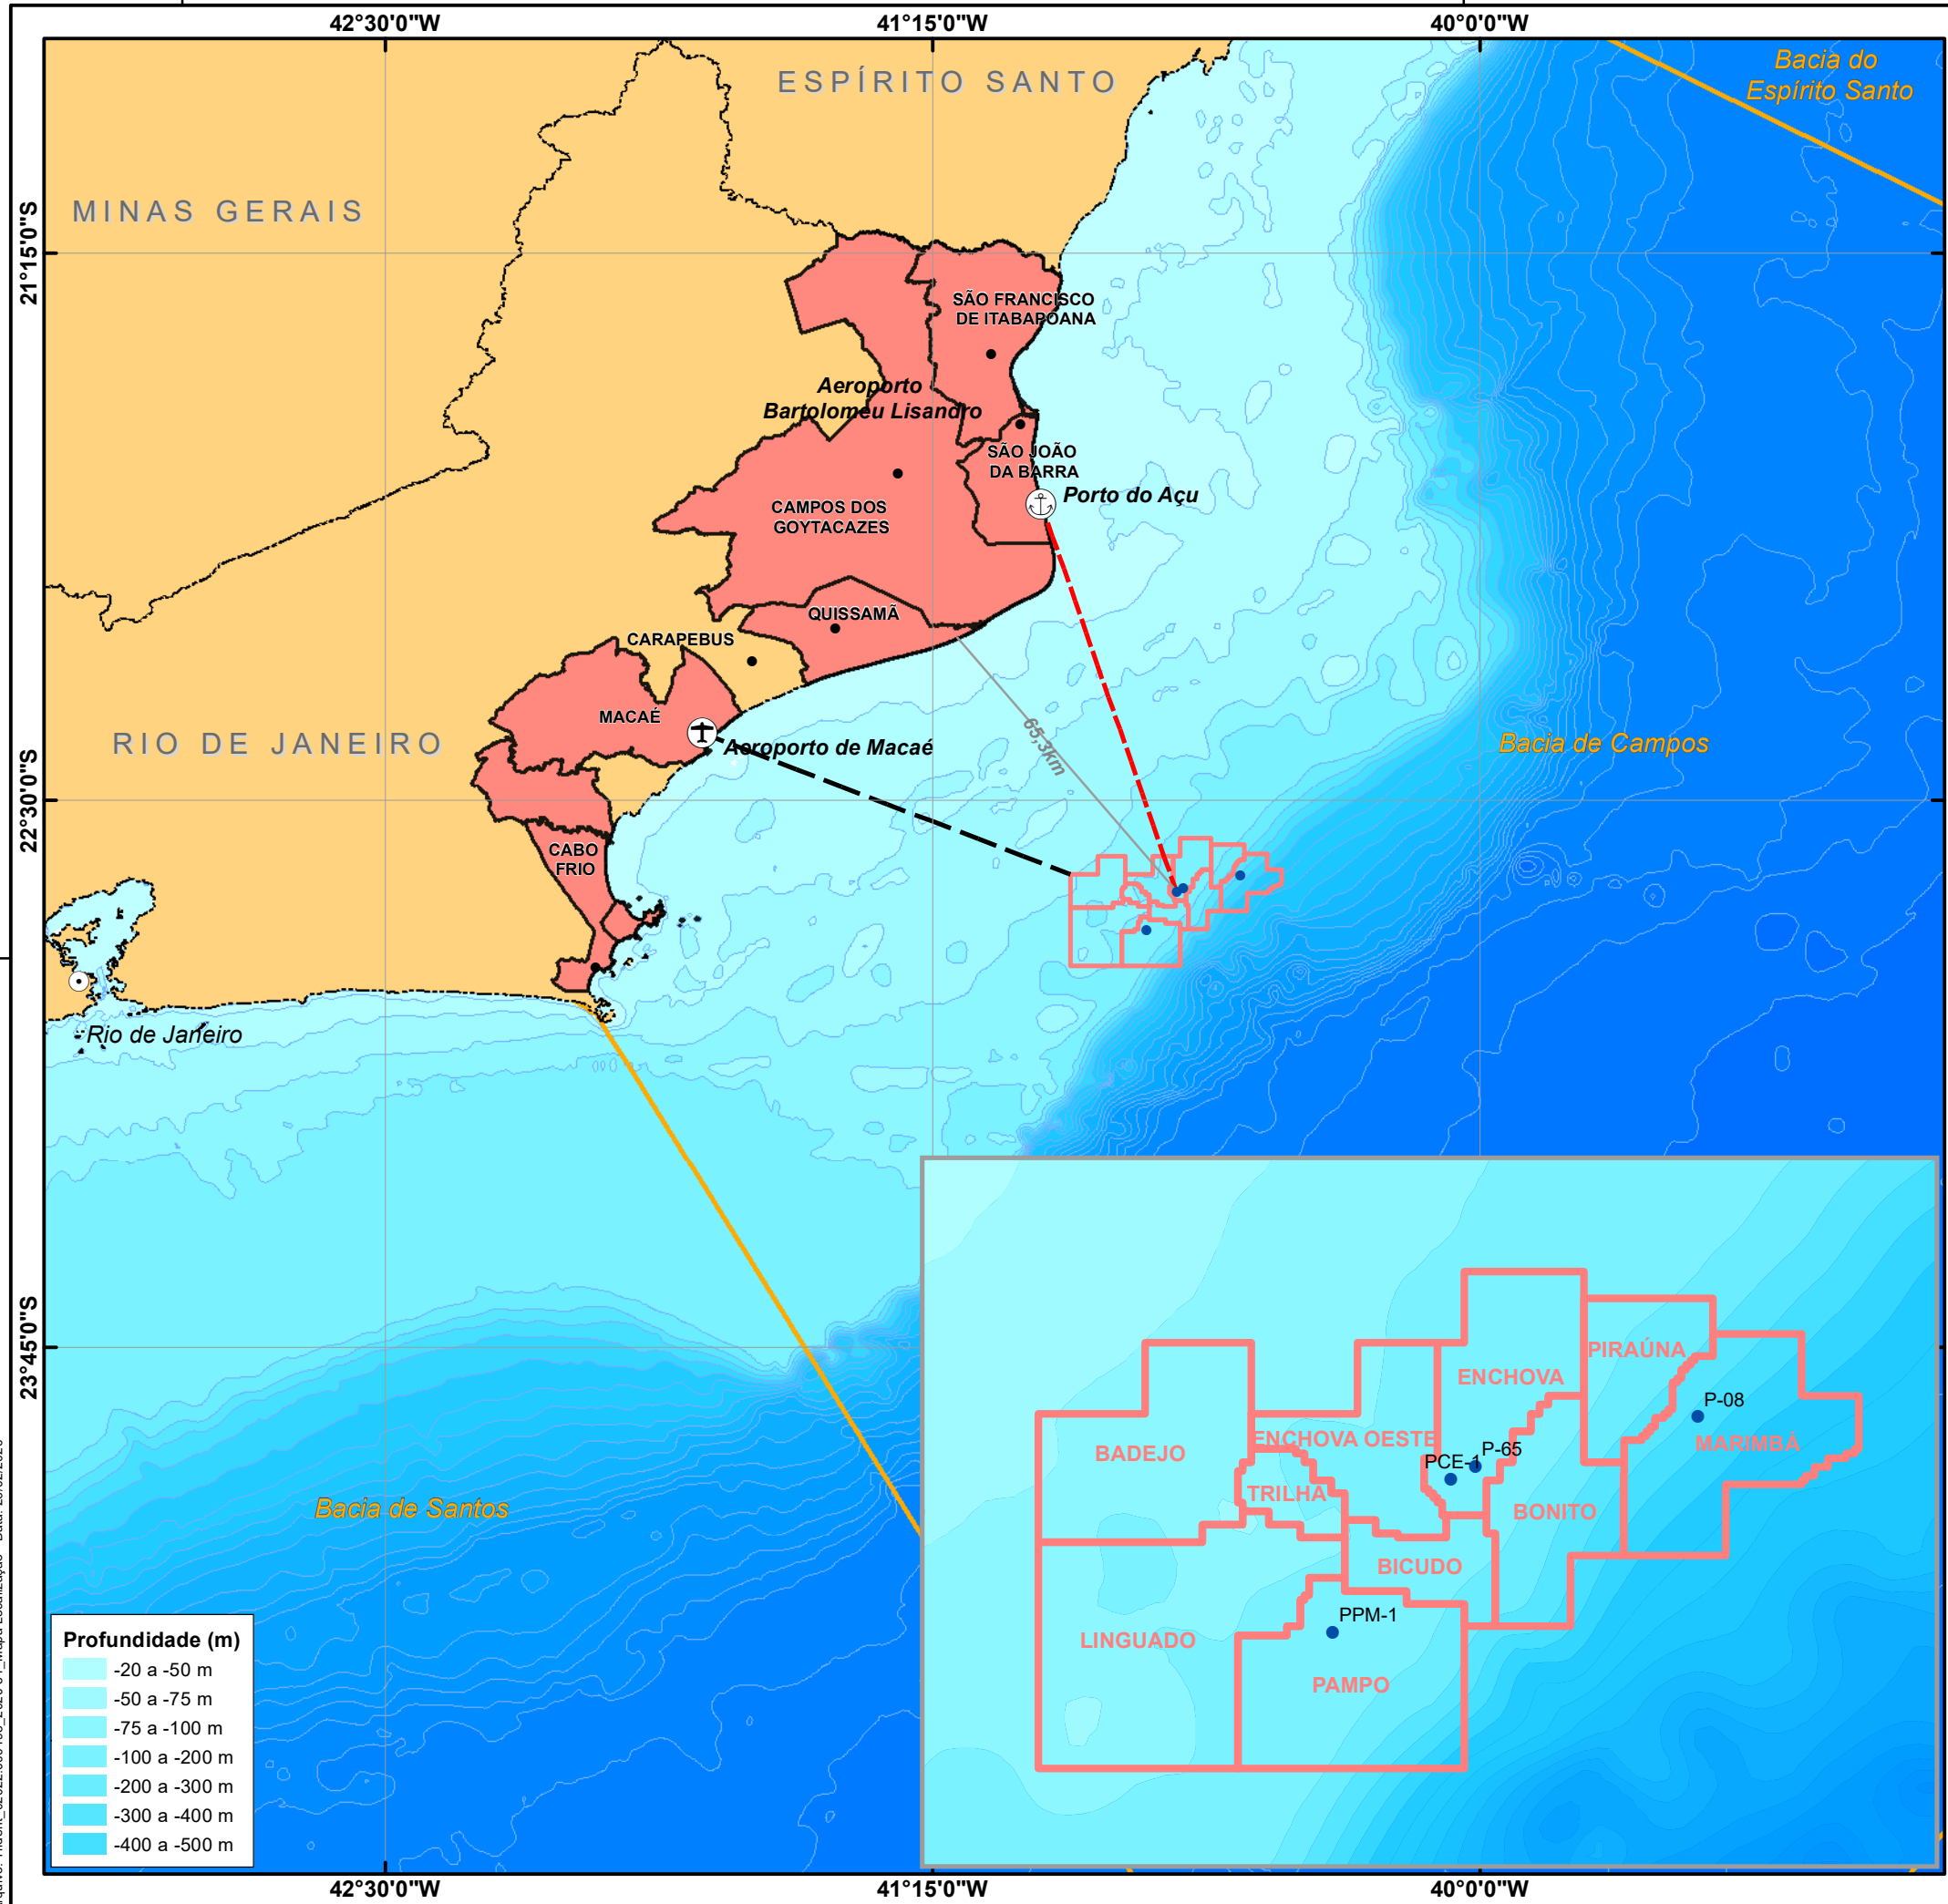 42°30'0"W
41°15'0"W
40°0'0"W
Bacia do
Espírito Santo
ESPÍRITO SANTO
MINAS GERAIS
21°15'0"S
SÃO FRANCISCO
DE ITABAPOANA
Aeroporto
Bartolomeu Lisandro
SÃO JOÃO
DA BARRA
Porto do Açu
CAMPOS DOS
GOYTACAZES
QUISSAMÃ
CARAPEBUS
MACAÉ
Aeroporto de Macaé
RIO DE JANEIRO
65,3km
Bacia de Campos
22°30'0"S
CABO
FRIO
Rio de Janeiro
23°45'0"S
Bacia de Santos
PIRAÚNA
ENCHOVA
P-08
MARIMBÁ
ENCHOVA OESTE
BADEJO
P-65
PCE-1
TRILHA
BONITO
BICUDO
PPM-1
LINGUADO
PAMPO
Profundidade (m)
-20 a -50 m
-50 a -75 m
-75 a -100 m
-100 a -200 m
-200 a -300 m
-300 a -400 m
-400 a -500 m
42°30'0"W
41°15'0"W
40°0'0"W